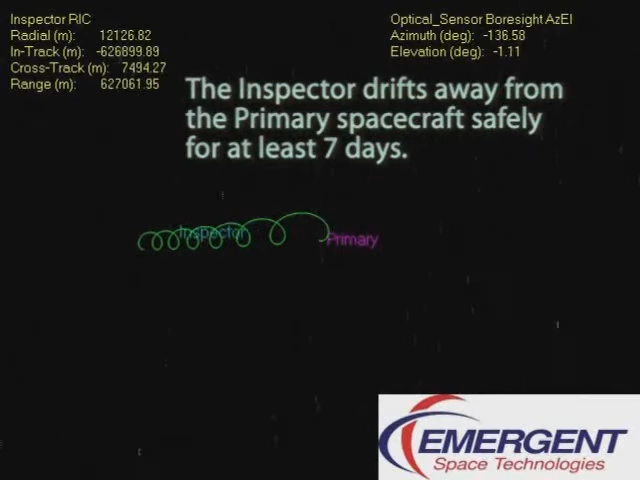 Inspector RIC
Radial (m): 12126.82
In-Track (m): -626899.89
Cross-Track (m): 7494.27
Range (m): 627061.95
Optical_Sensor Boresight AzEl
Azimuth (deg): -136.58
Elevation (deg): -1.11
The Inspector drifts away from
the Primary spacecraft safely
for at least 7 days.
Inspector
Primary
EMERGENT
Space Technologies